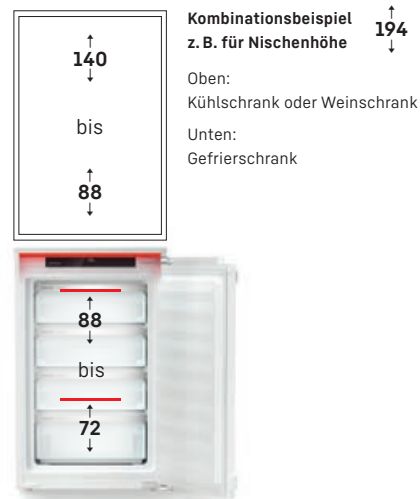 Kombinationsbeispiel
z. B. für Nischenhöhe
194
Oben:
Kühlschrank oder Weinschrank
Unten:
Gefrierschrank
140
bis
88
88
bis
72